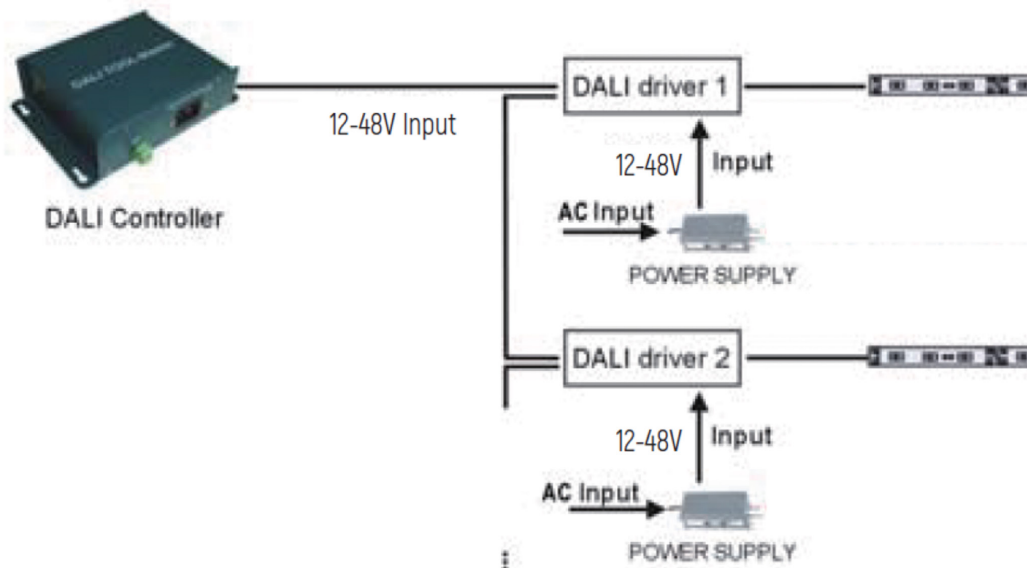 DALI driver 1
12-48V Input
12-48V Input
DALI Controller
AC Input
POWER SUPPLY
DALI driver 2
12-48V Input
AC Input
POWER SUPPLY